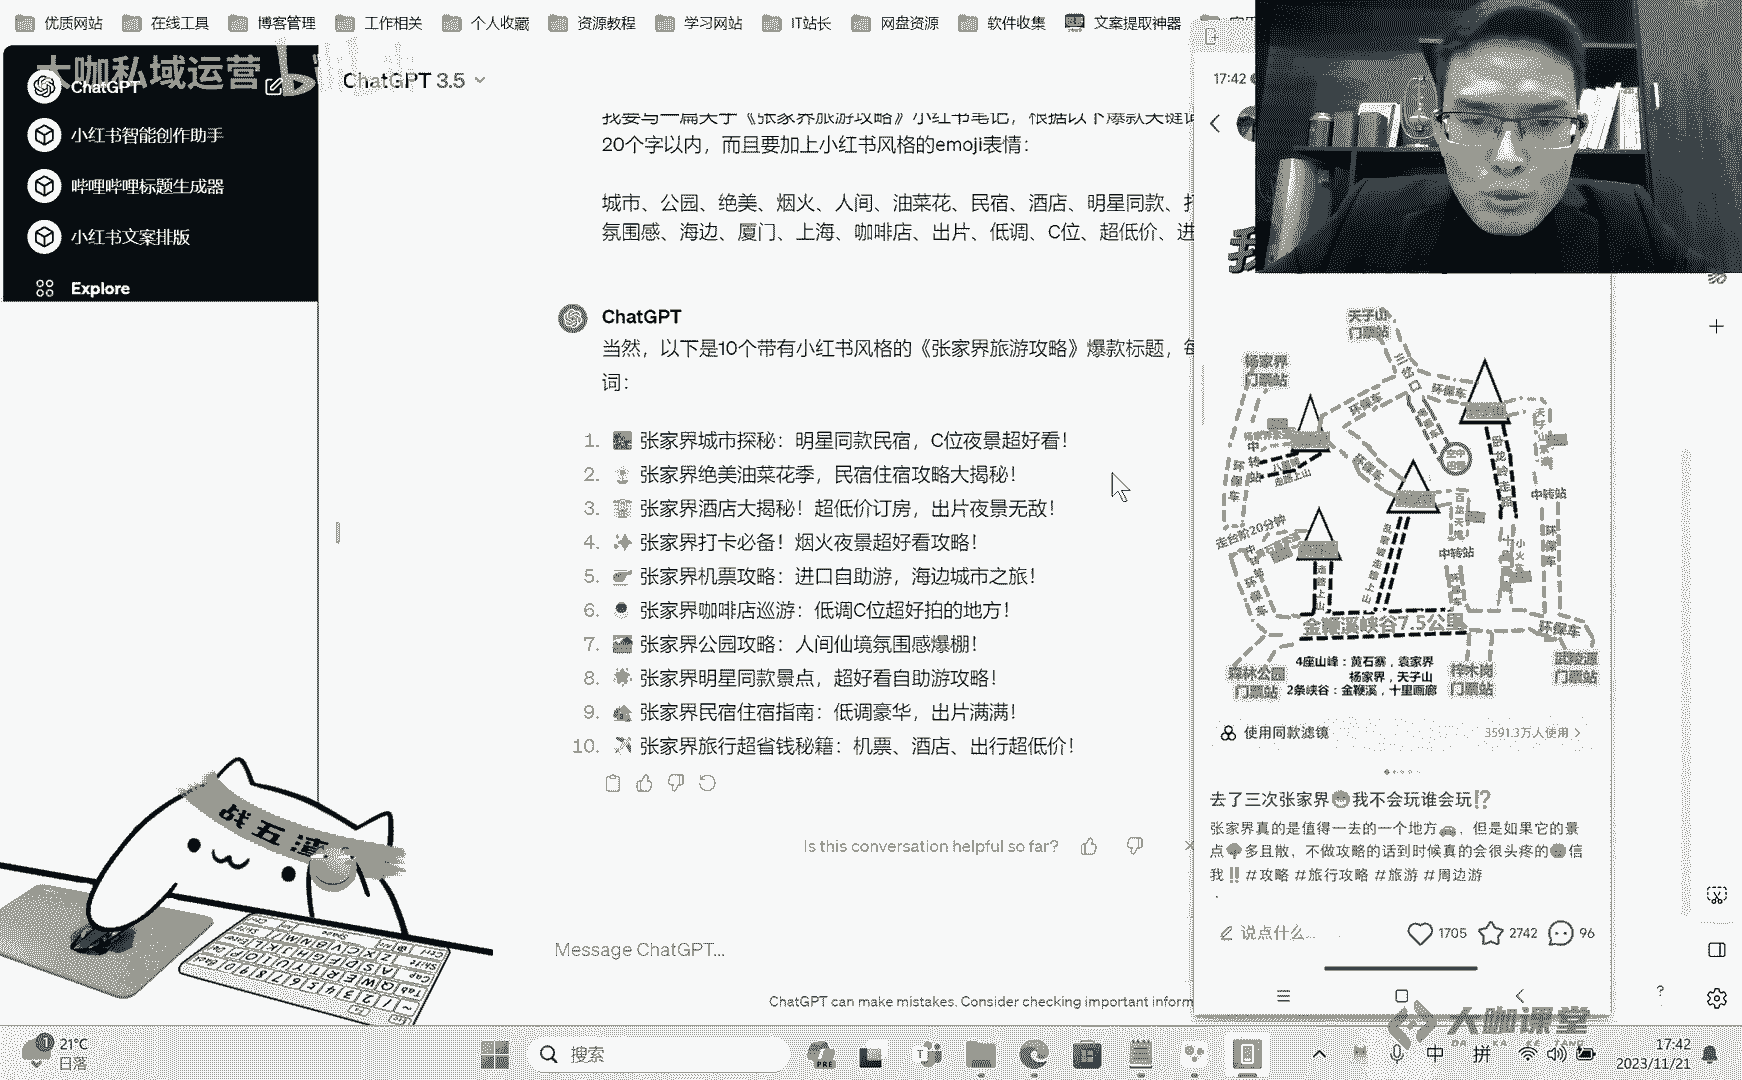 优质网站 在线工具 博客管理 工作相关 个人收藏 资源教程 学习网站 IT站长 网盘资源 软件收集 文案提取神器
大咖私域运营
ChatGPT
小红书智能创作助手
哔哩哔哩标题生成器
小红书文案排版
Explore
ChatGPT 3.5
我要写一篇关于《张家界旅游攻略》小红书笔记，根据以下爆款关键词
20个字以内，而且要加上小红书风格的emoji表情：
城市、公园、绝美、烟火、人间、油菜花、民宿、酒店、明星同款、打
氛围感、海边、厦门、上海、咖啡店、出片、低调、C位、超低价、进
ChatGPT
当然，以下是10个带有小红书风格的《张家界旅游攻略》爆款标题，每
词：
1. 张家界城市探秘：明星同款民宿，C位夜景超好看！
2. 张家界绝美油菜花季，民宿住宿攻略大揭秘！
3. 张家界酒店大揭秘！超低价订房，出片夜景无敌！
4. ✨ 张家界打卡必备！烟火夜景超好看攻略！
5. 张家界机票攻略：进口自助游，海边城市之旅！
6. 张家界咖啡店巡游：低调C位超好拍的地方！
7. 张家界公园攻略：人间仙境氛围感爆棚！
8. 张家界明星同款景点，超好看自助游攻略！
9. 张家界民宿住宿指南：低调豪华，出片满满！
10. 张家界旅行超省钱秘籍：机票、酒店、出行超低价！
Is this conversation helpful so far?
Message ChatGPT...
ChatGPT can make mistakes. Consider checking important inform
战五渣
17:42
我
天子山
门票站
杨家界
门票站
三岔口
环保车
环保车
空中田园
中转站
走台阶20分钟
中转站
金鞭溪峡谷7.5公里
环保车
4座山峰：黄石寨，袁家界
杨家界，天子山
2条峡谷：金鞭溪，十里画廊
森林公园
门票站
梓木岗
门票站
武陵源
门票站
使用同款滤镜 3591.3万人使用
去了三次张家界我不会玩谁会玩⁉
张家界真的是值得一去的一个地方，但是如果它的景
点多且散，不做攻略的话到时候真的会很头疼的信
我‼ #攻略 #旅行攻略 #旅游 #周边游
说点什么... 1705 2742 96
大咖课堂
DA KA KE TANG
21°C
日落
搜索
中 拼
17:42
2023/11/21